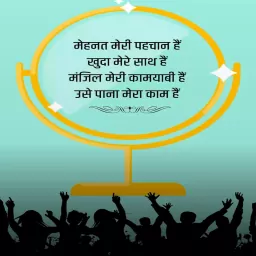 मेहनत मेरी पहचान हैं
खुदा मेरे साथ हैं
मंजिल मेरी कामयाबी हैं
उसे पाना मेरा काम हैं